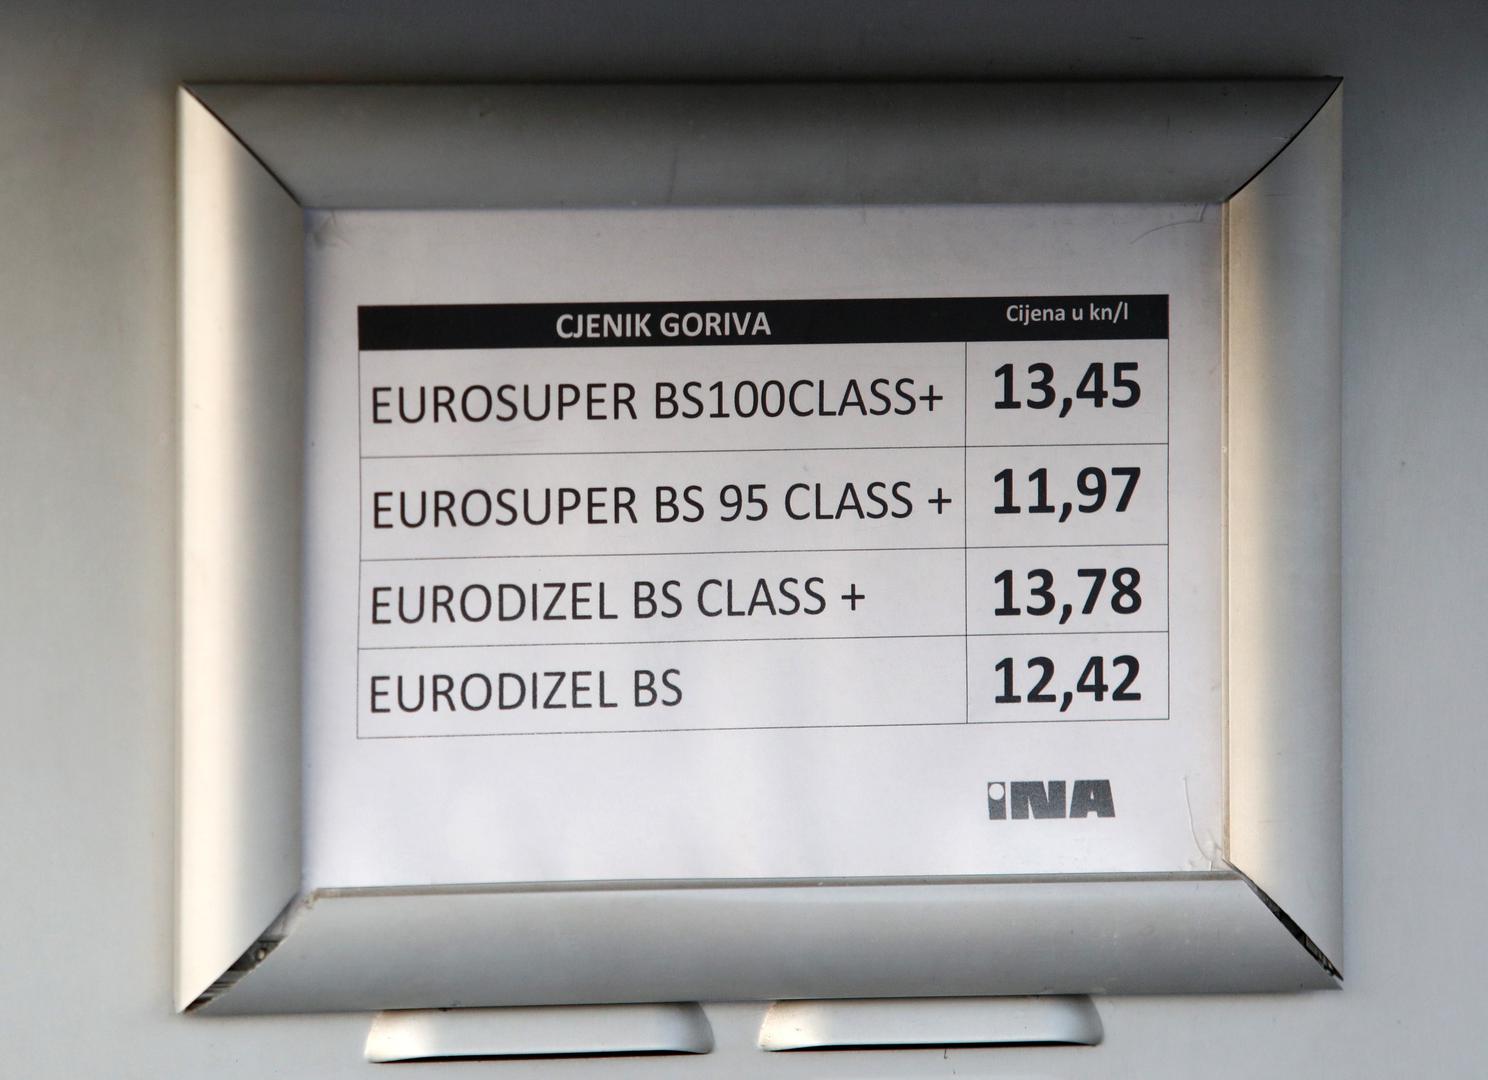 CJENIK GORIVA Cijena u kn/l
EUROSUPER BS100CLASS+ 13,45
EUROSUPER BS 95 CLASS + 11,97
EURODIZEL BS CLASS + 13,78
EURODIZEL BS 12,42
INA